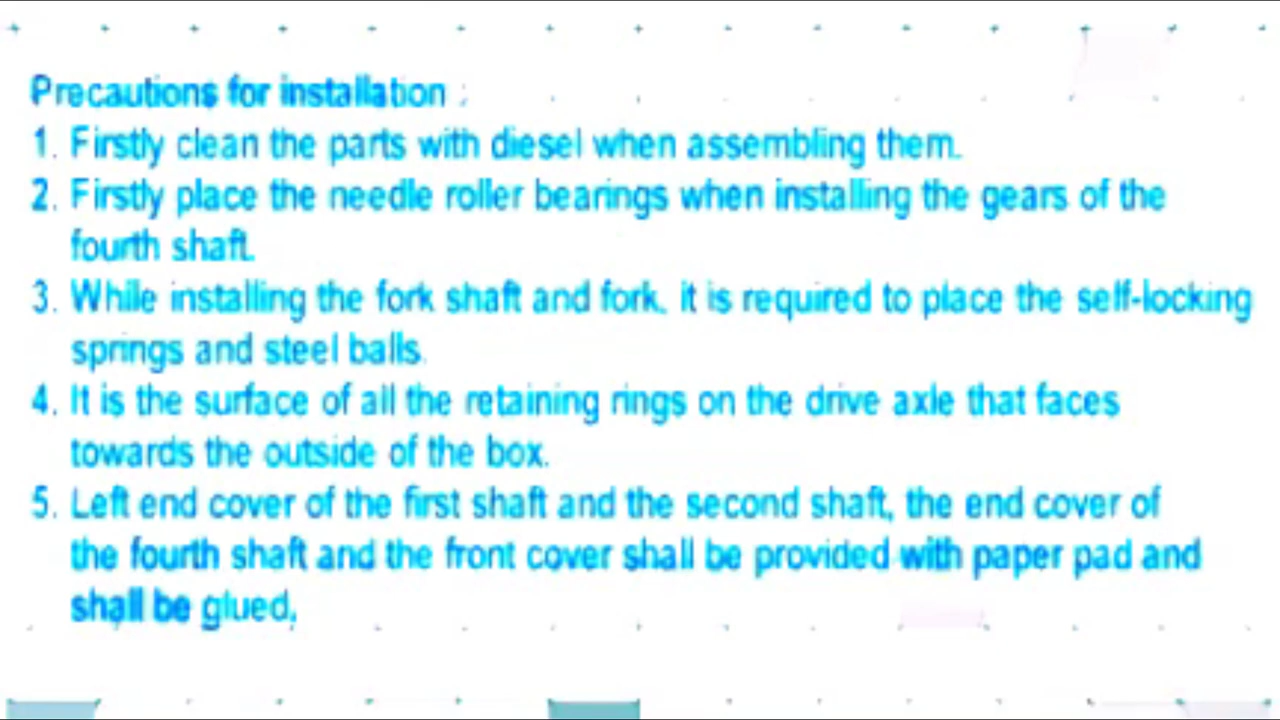 Precautions for installation :
1. Firstly clean the parts with diesel when assembling them.
2. Firstly place the needle roller bearings when installing the gears of the
fourth shaft.
3. While installing the fork shaft and fork, it is required to place the self-locking
springs and steel balls.
4. It is the surface of all the retaining rings on the drive axle that faces
towards the outside of the box.
5. Left end cover of the first shaft and the second shaft, the end cover of
the fourth shaft and the front cover shall be provided with paper pad and
shall be glued,